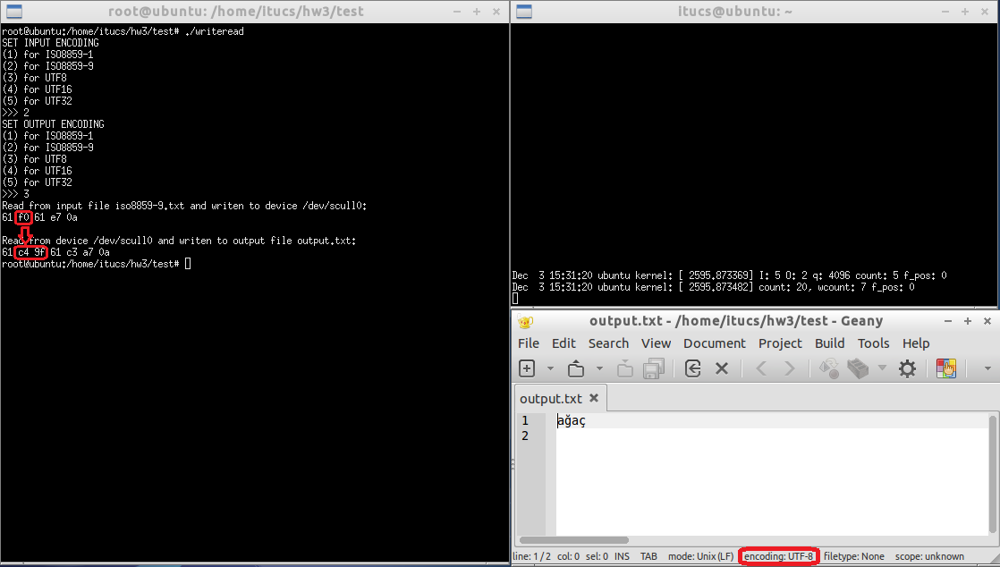 root@ubuntu: /home/itucs/hw3/test
root@ubuntu:/home/itucs/hw3/test# ./writeread
SET INPUT ENCODING
(1) for ISO8859-1
(2) for ISO8859-9
(3) for UTF8
(4) for UTF16
(5) for UTF32
>>> 2
SET OUTPUT ENCODING
(1) for ISO8859-1
(2) for ISO8859-9
(3) for UTF8
(4) for UTF16
(5) for UTF32
>>> 3
Read from input file iso8859-9.txt and writen to device /dev/scull0:
61 f0 61 e7 0a
Read from device /dev/scull0 and writen to output file output.txt:
61 c4 9f 61 c3 a7 0a
root@ubuntu:/home/itucs/hw3/test#
itucs@ubuntu: ~
Dec  3 15:31:20 ubuntu kernel: [ 2595.873369] I: 5 O: 2 q: 4096 count: 5 f_pos: 0
Dec  3 15:31:20 ubuntu kernel: [ 2595.873482] count: 20, wcount: 7 f_pos: 0
output.txt - /home/itucs/hw3/test - Geany
File Edit Search View Document Project Build Tools Help
output.txt
1 ağaç
2
line: 1 / 2 col: 0 sel: 0 INS TAB mode: Unix (LF) encoding: UTF-8 filetype: None scope: unknown